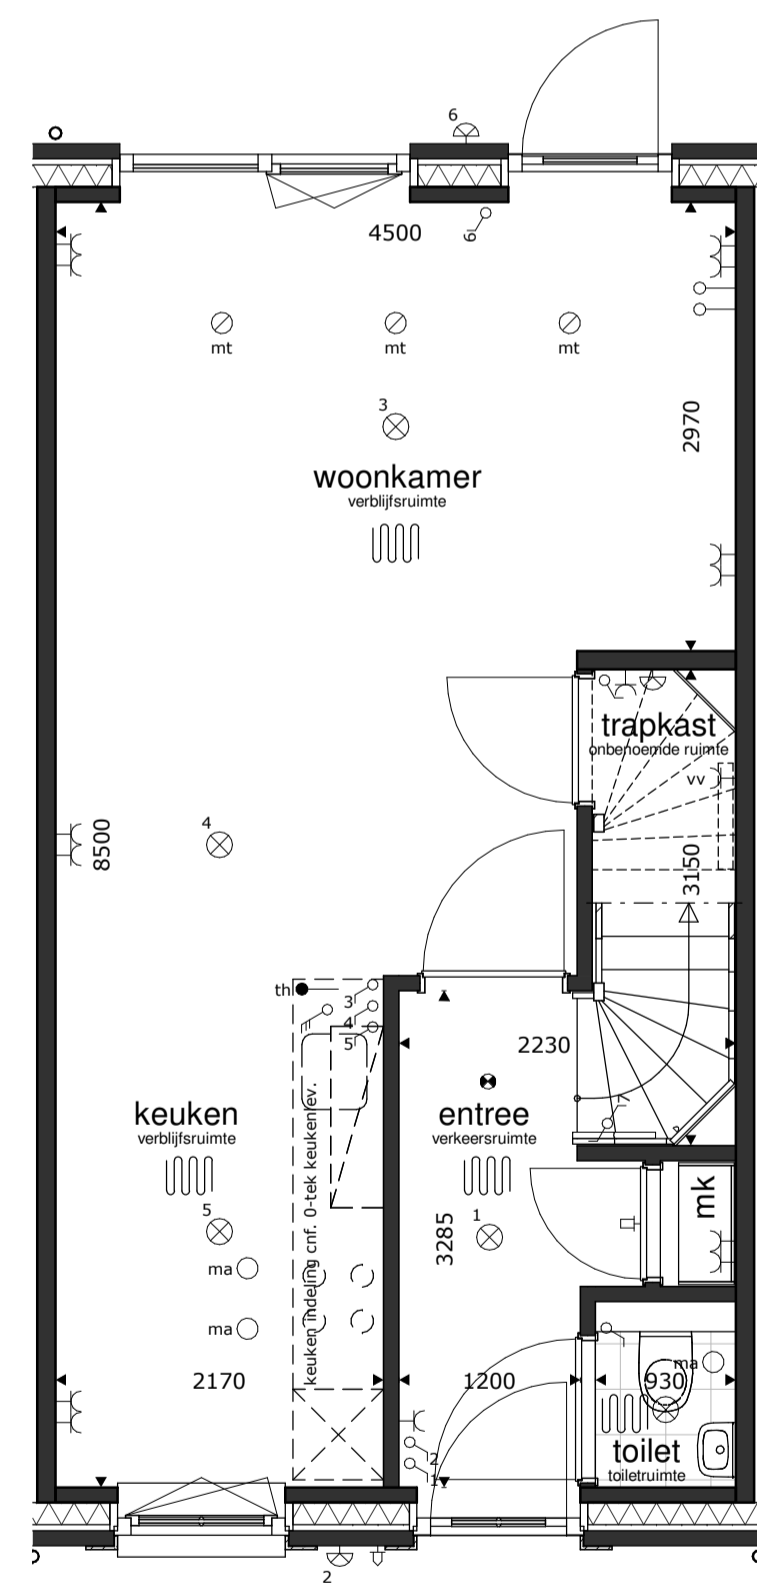 6
4500
6
mt
mt
mt
3
2970
woonkamer
verblijfsruimte
trapkast
onbenoemde ruimte
vv
4
8500
3150
th
3
4
5
2230
keuken
verblijfsruimte
entree
verkeersruimte
7
keuken indeling cnf. 0-tek keukenlev.
mk
5
1
3285
ma
ma
ma
2170
1200
930
2
1
toilet
toiletruimte
2